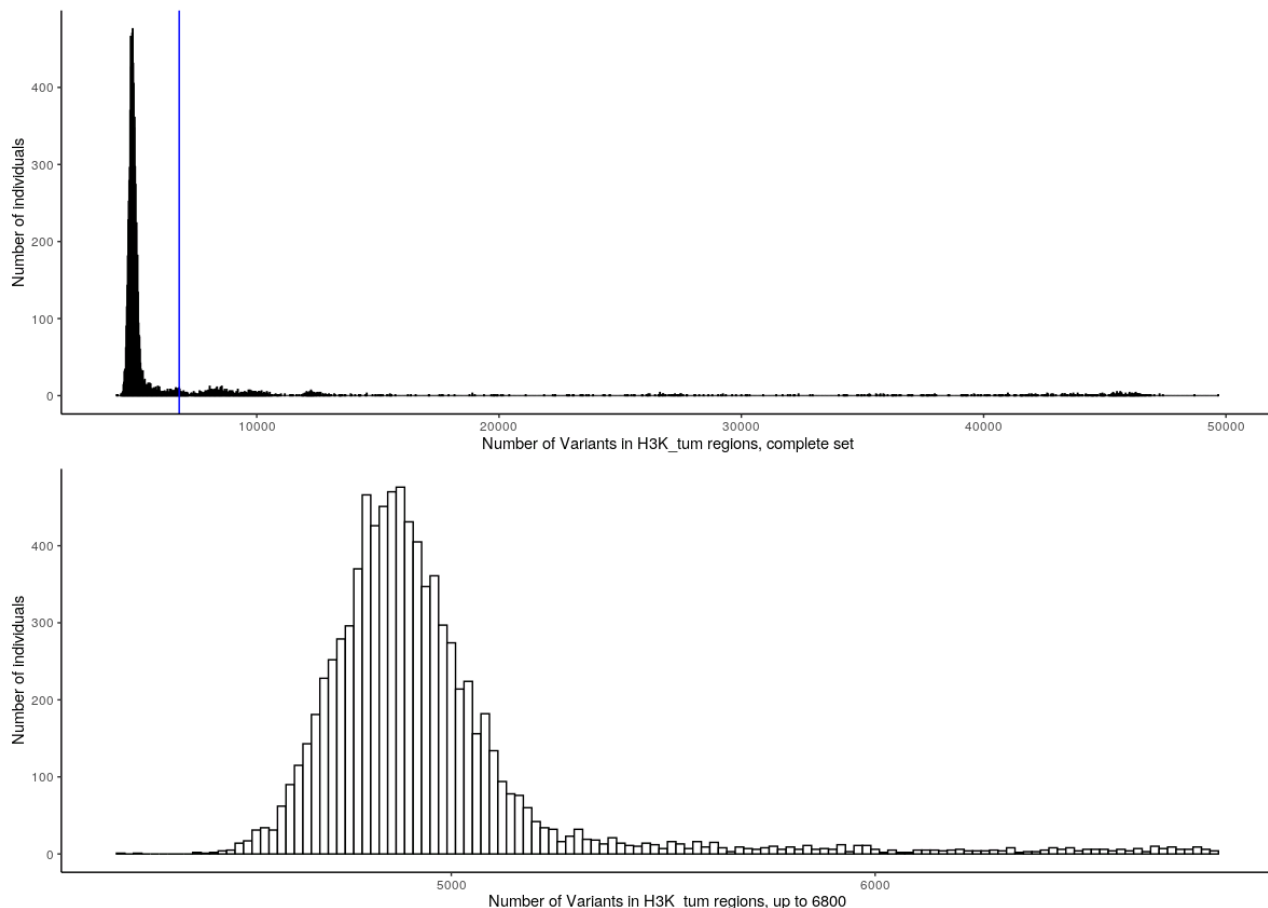 Number of individuals
400
300
200
100
0
10000 20000 30000 40000 50000
Number of Variants in H3K_tum regions, complete set
Number of individuals
400
300
200
100
0
5000 6000
Number of Variants in H3K_tum regions, up to 6800